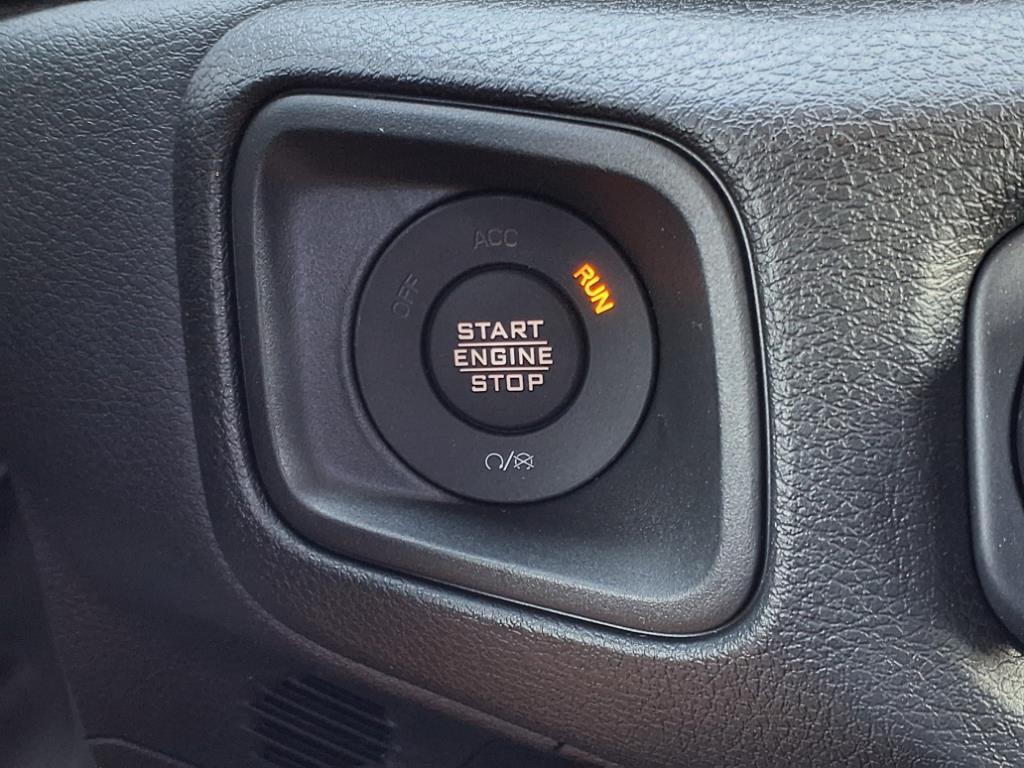 ACC
OFF
RUN
START
ENGINE
STOP